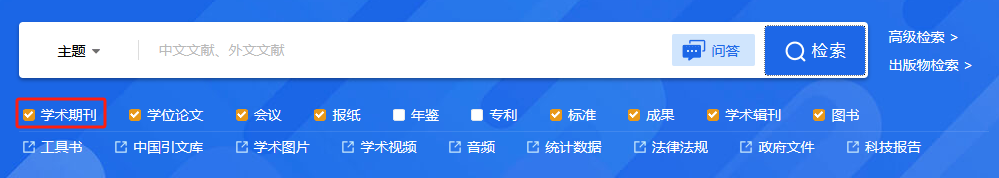 主题 中文文献、外文文献 问答 检索 高级检索 >
出版物检索 >
学术期刊 学位论文 会议 报纸 年鉴 专利 标准 成果 学术辑刊 图书
工具书 中国引文库 学术图片 学术视频 音频 统计数据 法律法规 政府文件 科技报告